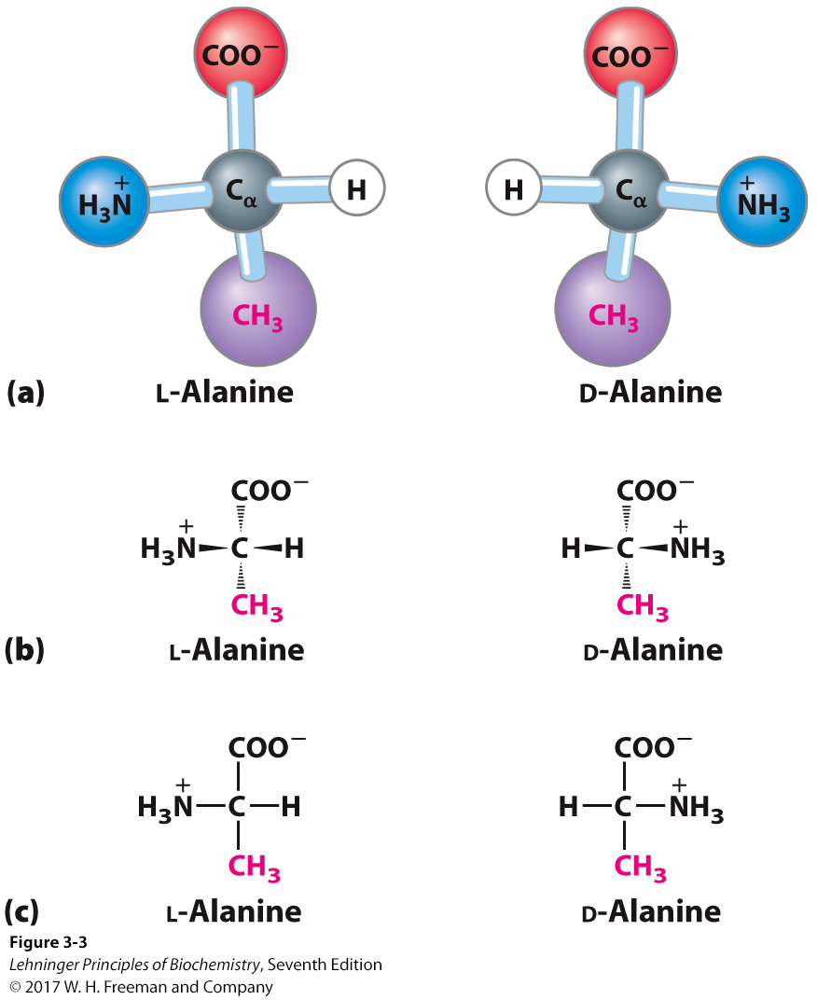 COO⁻ COO⁻
H₃N⁺ Cα H H Cα N⁺H₃
CH₃ CH₃
(a) L-Alanine D-Alanine
COO⁻ COO⁻
H₃N⁺ C H H C N⁺H₃
CH₃ CH₃
(b) L-Alanine D-Alanine
COO⁻ COO⁻
H₃N⁺—C—H H—C—N⁺H₃
CH₃ CH₃
(c) L-Alanine D-Alanine
Figure 3-3
Lehninger Principles of Biochemistry, Seventh Edition
© 2017 W. H. Freeman and Company